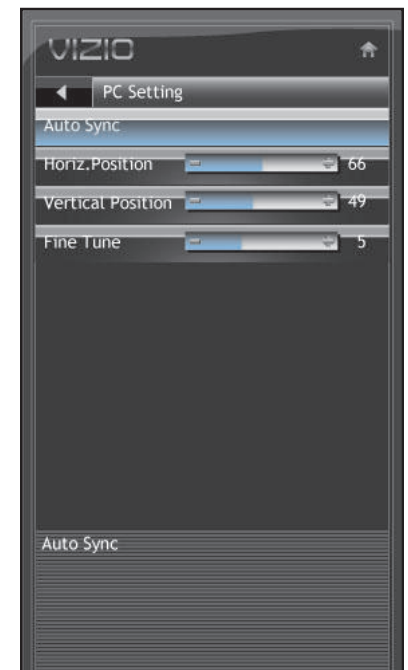 VIZIO
PC Setting
Auto Sync
Horiz.Position 66
Vertical Position 49
Fine Tune 5
Auto Sync